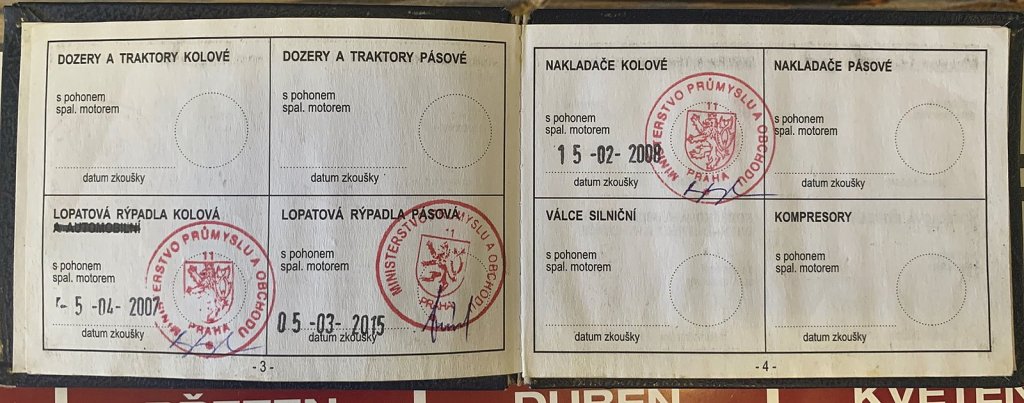 DOZERY A TRAKTORY KOLOVÉ
s pohonem
spal. motorem
datum zkoušky
DOZERY A TRAKTORY PÁSOVÉ
s pohonem
spal. motorem
datum zkoušky
LOPATOVÁ RÝPADLA KOLOVÁ
A AUTOMOBILNÍ
s pohonem
spal. motorem
5 -04- 2007
datum zkoušky
MINISTERSTVO PRŮMYSLU A OBCHODU
11
PRAHA
LOPATOVÁ RÝPADLA PÁSOVÁ
s pohonem
spal. motorem
05 -03- 2015
datum zkoušky
MINISTERSTVO PRŮMYSLU A OBCHODU
11
PRAHA
- 3 -
NAKLADAČE KOLOVÉ
s pohonem
spal. motorem
15 -02- 2008
datum zkoušky
MINISTERSTVO PRŮMYSLU A OBCHODU
11
PRAHA
NAKLADAČE PÁSOVÉ
s pohonem
spal. motorem
datum zkoušky
VÁLCE SILNIČNÍ
s pohonem
spal. motorem
datum zkoušky
KOMPRESORY
s pohonem
spal. motorem
datum zkoušky
- 4 -
DUBEN
KVĚTEN